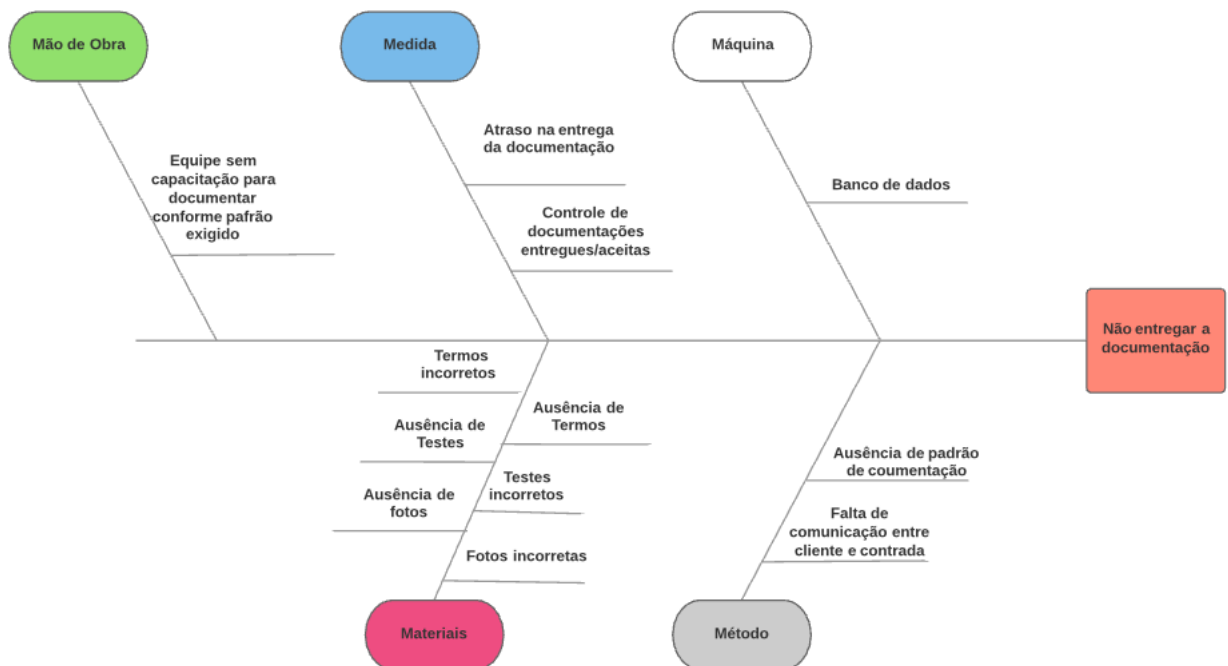 Mão de Obra
Medida
Máquina
Atraso na entrega
da documentação
Equipe sem
capacitação para
documentar
conforme pafrão
exigido
Banco de dados
Controle de
documentações
entregues/aceitas
Não entregar a
documentação
Termos
incorretos
Ausência de
Termos
Ausência de
Testes
Ausência de padrão
de coumentação
Testes
incorretos
Ausência de
fotos
Falta de
comunicação entre
cliente e contrada
Fotos incorretas
Materiais
Método